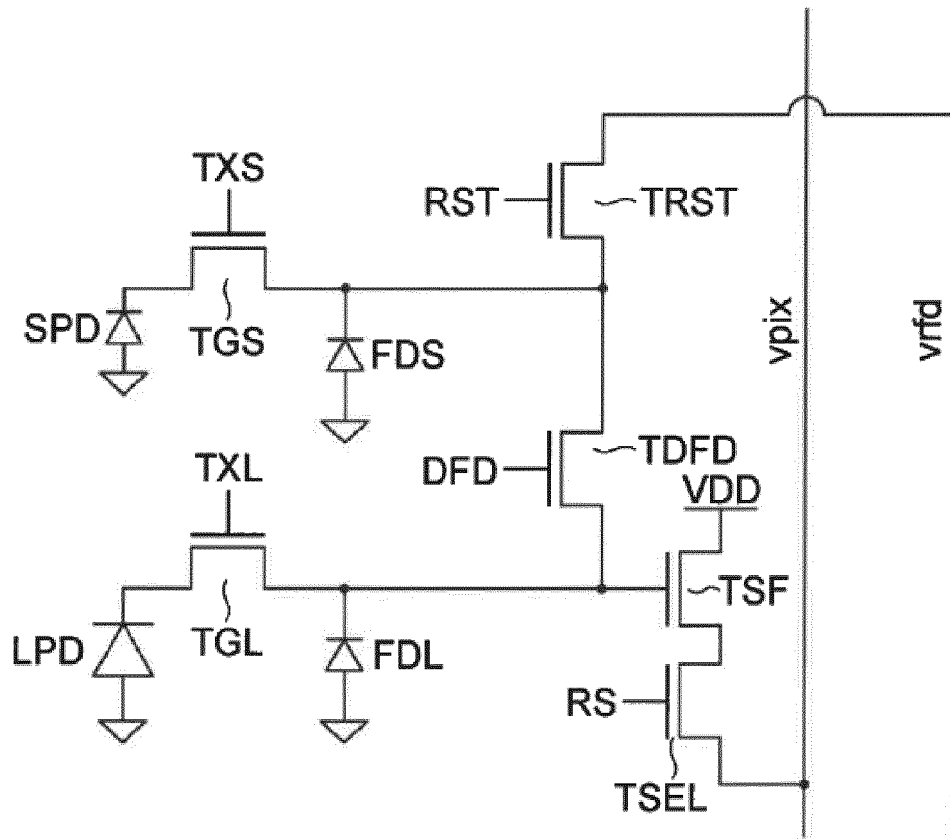 TXS
RST
TRST
SPD
TGS
FDS
vpix
vrfd
TXL
DFD
TDFD
VDD
TSF
LPD
TGL
FDL
RS
TSEL